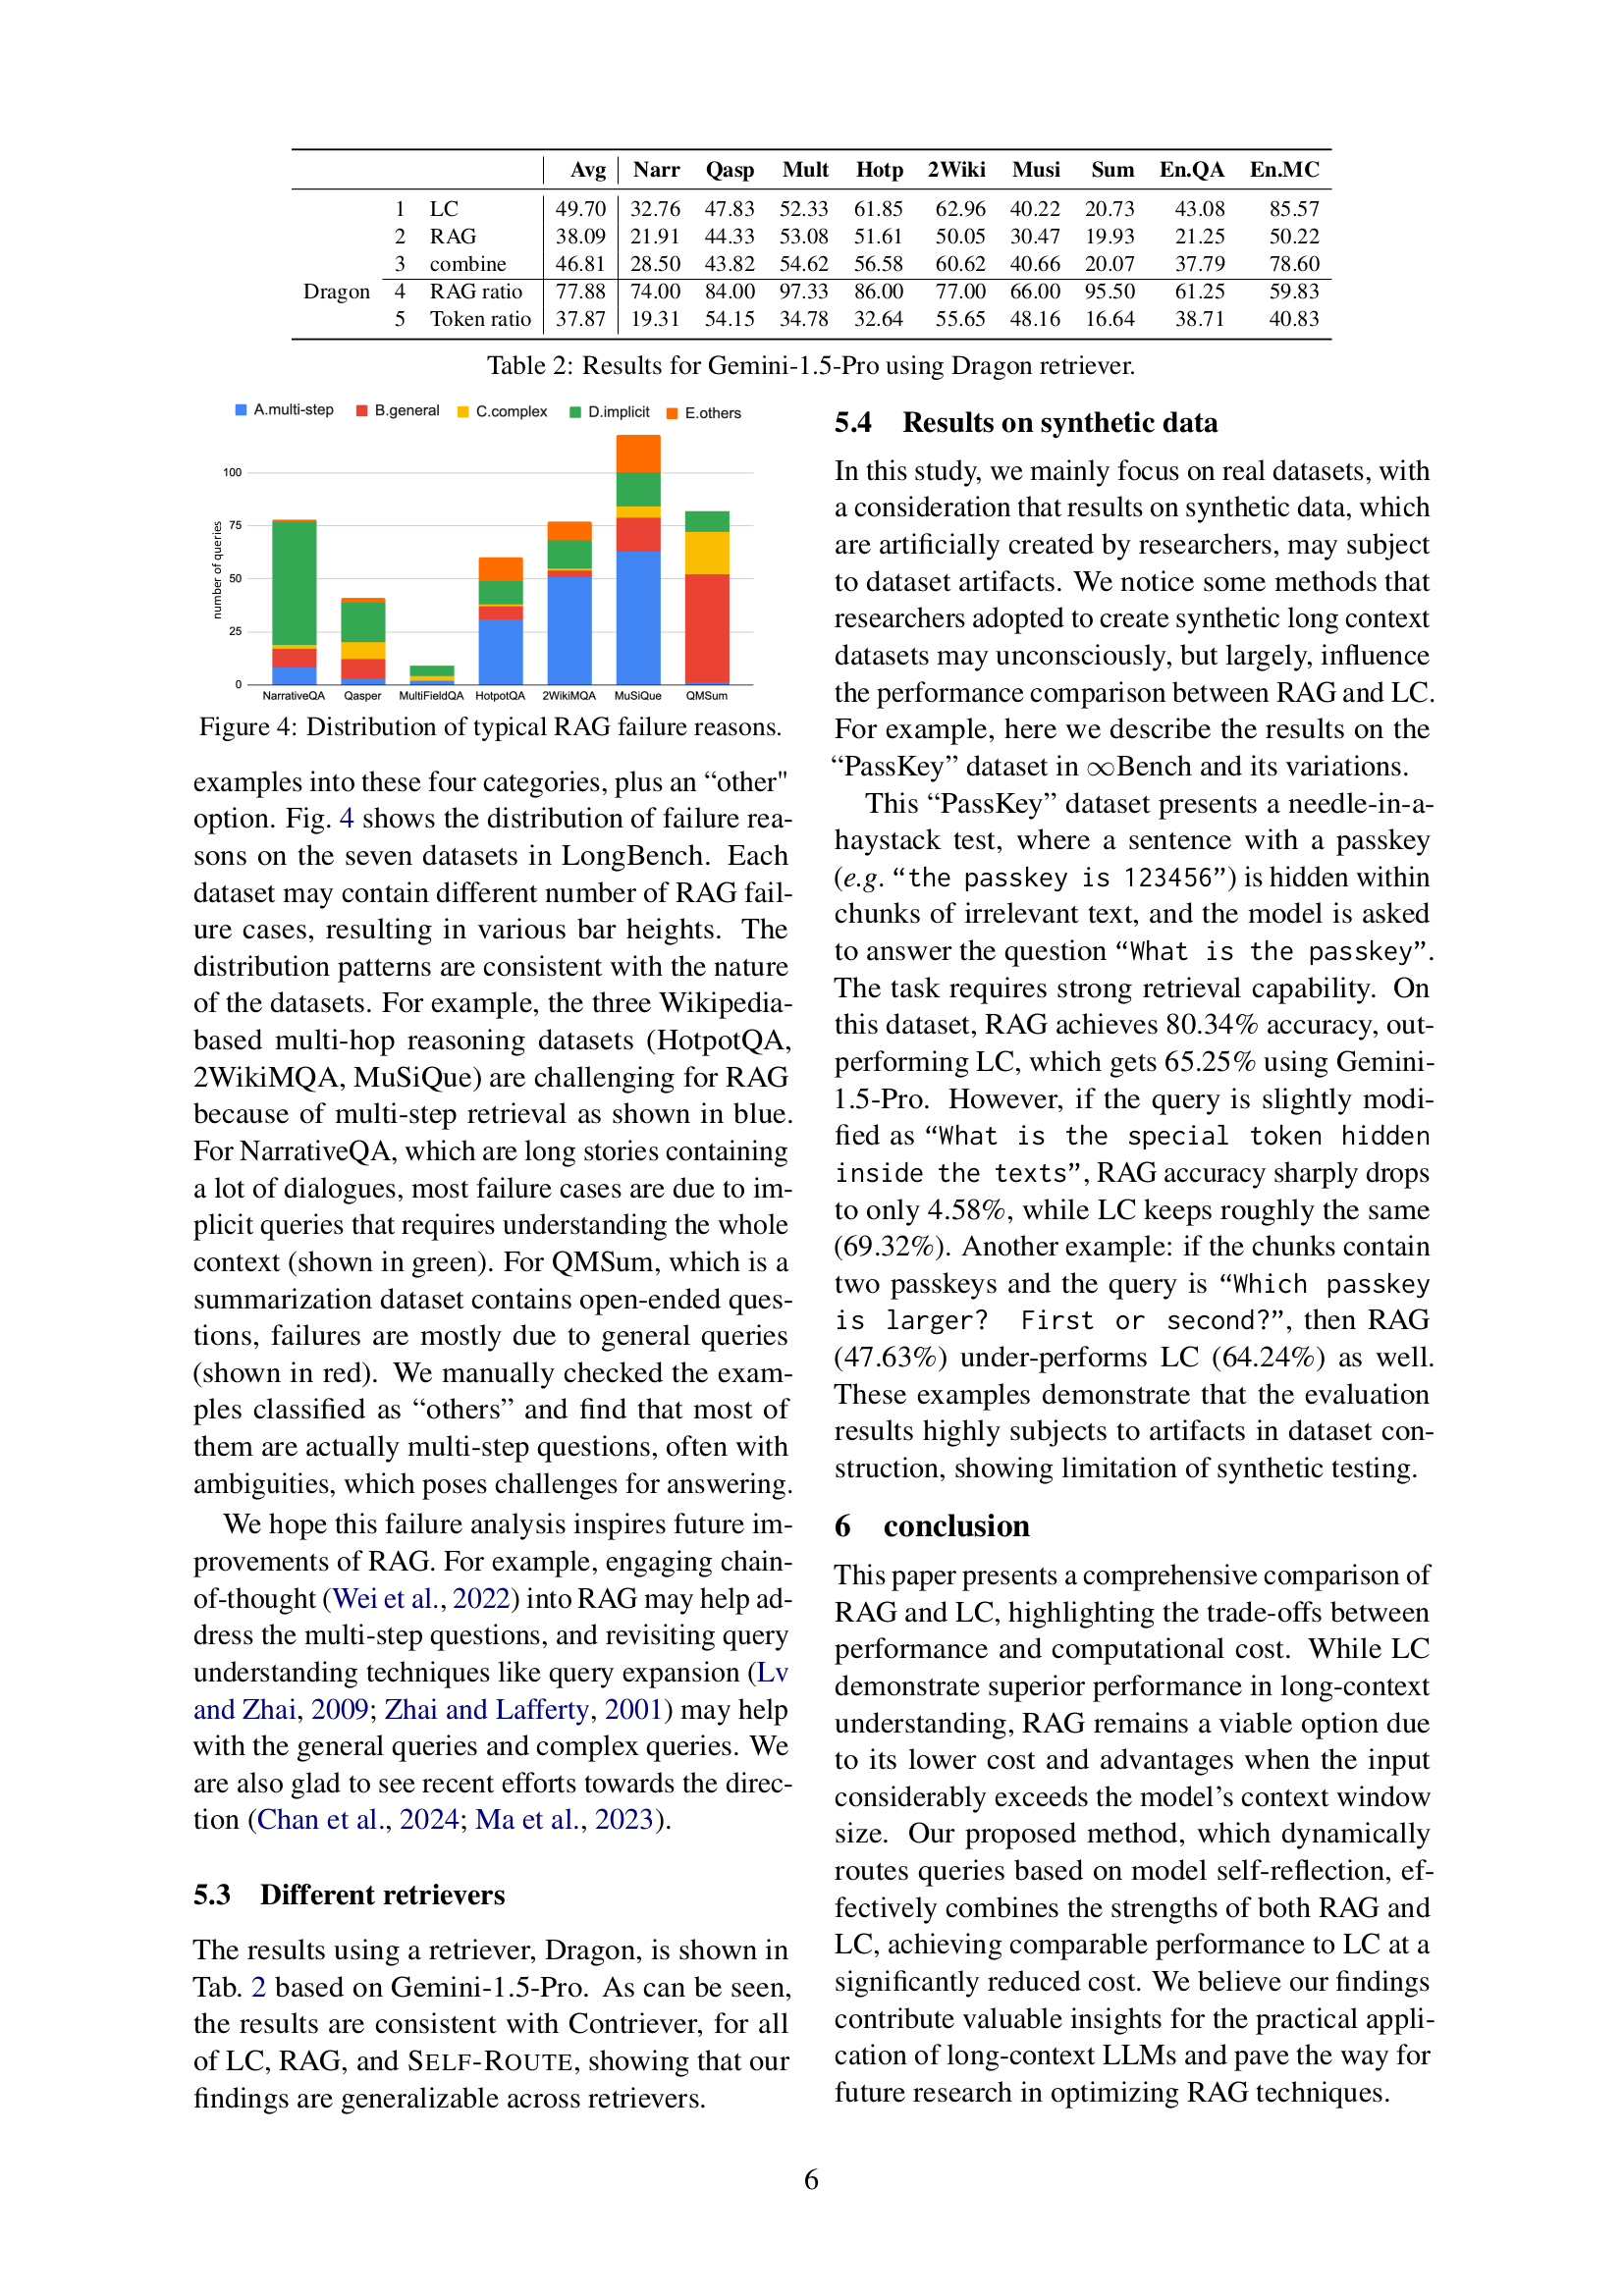 Avg Narr Qasp Mult Hotp 2Wiki Musi Sum En.QA En.MC
1 LC 49.70 32.76 47.83 52.33 61.85 62.96 40.22 20.73 43.08 85.57
2 RAG 38.09 21.91 44.33 53.08 51.61 50.05 30.47 19.93 21.25 50.22
3 combine 46.81 28.50 43.82 54.62 56.58 60.62 40.66 20.07 37.79 78.60
Dragon 4 RAG ratio 77.88 74.00 84.00 97.33 86.00 77.00 66.00 95.50 61.25 59.83
5 Token ratio 37.87 19.31 54.15 34.78 32.64 55.65 48.16 16.64 38.71 40.83
Table 2: Results for Gemini-1.5-Pro using Dragon retriever.
A.multi-step B.general C.complex D.implicit E.others
number of queries
100
75
50
25
0
NarrativeQA Qasper MultiFieldQA HotpotQA 2WikiMQA MuSiQue QMSum
Figure 4: Distribution of typical RAG failure reasons.
examples into these four categories, plus an “other"
option. Fig. 4 shows the distribution of failure rea-
sons on the seven datasets in LongBench. Each
dataset may contain different number of RAG fail-
ure cases, resulting in various bar heights. The
distribution patterns are consistent with the nature
of the datasets. For example, the three Wikipedia-
based multi-hop reasoning datasets (HotpotQA,
2WikiMQA, MuSiQue) are challenging for RAG
because of multi-step retrieval as shown in blue.
For NarrativeQA, which are long stories containing
a lot of dialogues, most failure cases are due to im-
plicit queries that requires understanding the whole
context (shown in green). For QMSum, which is a
summarization dataset contains open-ended ques-
tions, failures are mostly due to general queries
(shown in red). We manually checked the exam-
ples classified as “others” and find that most of
them are actually multi-step questions, often with
ambiguities, which poses challenges for answering.
We hope this failure analysis inspires future im-
provements of RAG. For example, engaging chain-
of-thought (Wei et al., 2022) into RAG may help ad-
dress the multi-step questions, and revisiting query
understanding techniques like query expansion (Lv
and Zhai, 2009; Zhai and Lafferty, 2001) may help
with the general queries and complex queries. We
are also glad to see recent efforts towards the direc-
tion (Chan et al., 2024; Ma et al., 2023).
5.3 Different retrievers
The results using a retriever, Dragon, is shown in
Tab. 2 based on Gemini-1.5-Pro. As can be seen,
the results are consistent with Contriever, for all
of LC, RAG, and SELF-ROUTE, showing that our
findings are generalizable across retrievers.
5.4 Results on synthetic data
In this study, we mainly focus on real datasets, with
a consideration that results on synthetic data, which
are artificially created by researchers, may subject
to dataset artifacts. We notice some methods that
researchers adopted to create synthetic long context
datasets may unconsciously, but largely, influence
the performance comparison between RAG and LC.
For example, here we describe the results on the
“PassKey” dataset in ∞Bench and its variations.
This “PassKey” dataset presents a needle-in-a-
haystack test, where a sentence with a passkey
(e.g. “the passkey is 123456”) is hidden within
chunks of irrelevant text, and the model is asked
to answer the question “What is the passkey”.
The task requires strong retrieval capability. On
this dataset, RAG achieves 80.34% accuracy, out-
performing LC, which gets 65.25% using Gemini-
1.5-Pro. However, if the query is slightly modi-
fied as “What is the special token hidden
inside the texts”, RAG accuracy sharply drops
to only 4.58%, while LC keeps roughly the same
(69.32%). Another example: if the chunks contain
two passkeys and the query is “Which passkey
is larger? First or second?”, then RAG
(47.63%) under-performs LC (64.24%) as well.
These examples demonstrate that the evaluation
results highly subjects to artifacts in dataset con-
struction, showing limitation of synthetic testing.
6 conclusion
This paper presents a comprehensive comparison of
RAG and LC, highlighting the trade-offs between
performance and computational cost. While LC
demonstrate superior performance in long-context
understanding, RAG remains a viable option due
to its lower cost and advantages when the input
considerably exceeds the model’s context window
size. Our proposed method, which dynamically
routes queries based on model self-reflection, ef-
fectively combines the strengths of both RAG and
LC, achieving comparable performance to LC at a
significantly reduced cost. We believe our findings
contribute valuable insights for the practical appli-
cation of long-context LLMs and pave the way for
future research in optimizing RAG techniques.
6